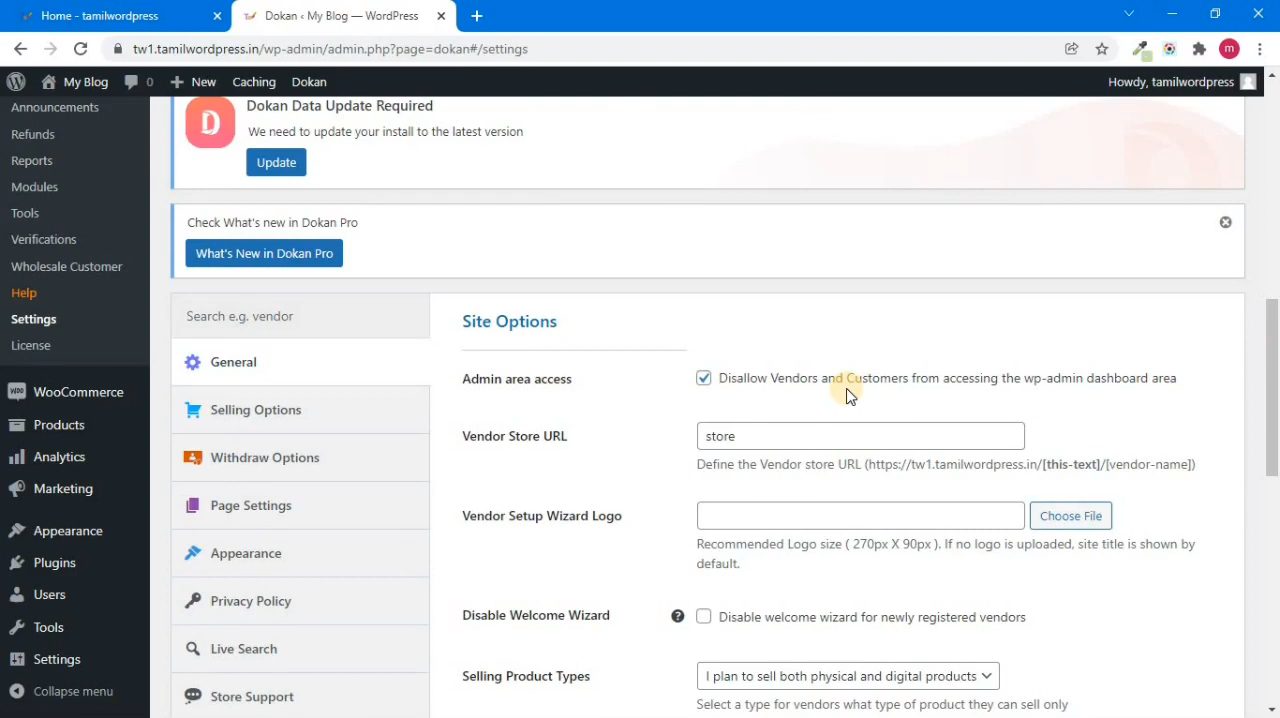 Home - tamilwordpress
Dokan ‹ My Blog — WordPress
tw1.tamilwordpress.in/wp-admin/admin.php?page=dokan#/settings
m
My Blog
0
New
Caching
Dokan
Howdy, tamilwordpress
Announcements
Refunds
Reports
Modules
Tools
Verifications
Wholesale Customer
Help
Settings
License
WooCommerce
Products
Analytics
Marketing
Appearance
Plugins
Users
Tools
Settings
Collapse menu
Dokan Data Update Required
We need to update your install to the latest version
Update
Check What's new in Dokan Pro
What's New in Dokan Pro
Search e.g. vendor
General
Selling Options
Withdraw Options
Page Settings
Appearance
Privacy Policy
Live Search
Store Support
Site Options
Admin area access
Disallow Vendors and Customers from accessing the wp-admin dashboard area
Vendor Store URL
store
Define the Vendor store URL (https://tw1.tamilwordpress.in/[this-text]/[vendor-name])
Vendor Setup Wizard Logo
Choose File
Recommended Logo size ( 270px X 90px ). If no logo is uploaded, site title is shown by
default.
Disable Welcome Wizard
Disable welcome wizard for newly registered vendors
Selling Product Types
I plan to sell both physical and digital products
Select a type for vendors what type of product they can sell only